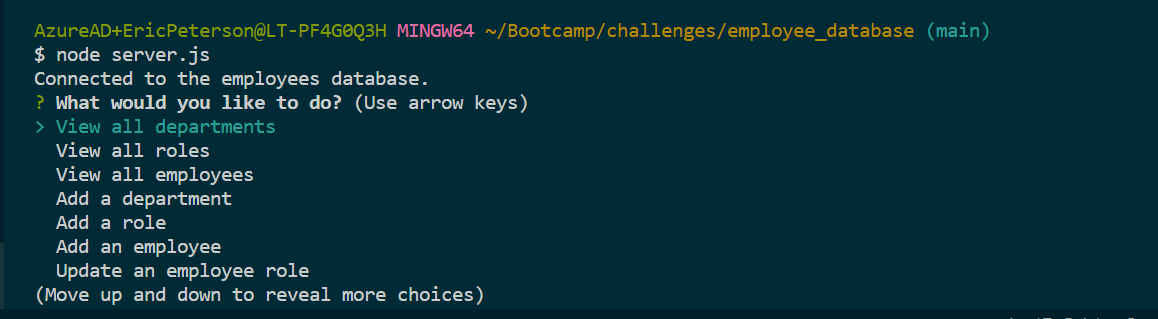 AzureAD+EricPeterson@LT-PF4G0Q3H MINGW64 ~/Bootcamp/challenges/employee_database (main)
$ node server.js
Connected to the employees database.
? What would you like to do? (Use arrow keys)
> View all departments
  View all roles
  View all employees
  Add a department
  Add a role
  Add an employee
  Update an employee role
(Move up and down to reveal more choices)